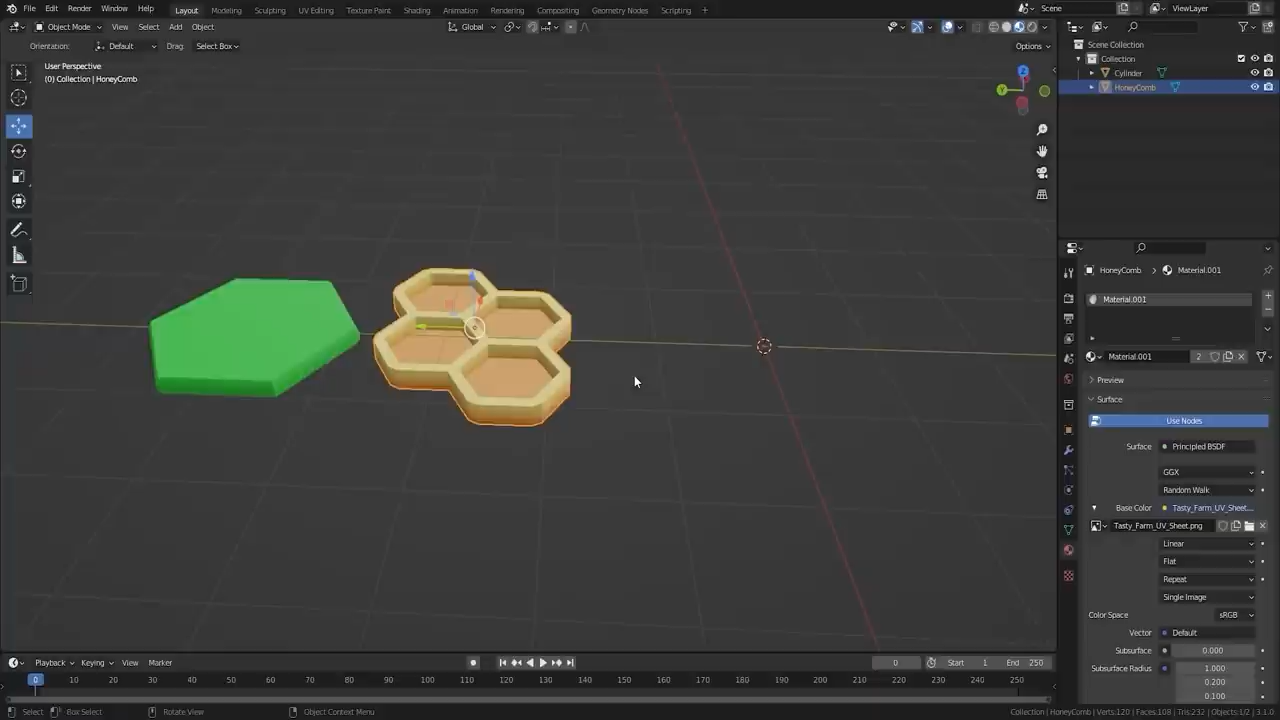 File Edit Render Window Help Layout Modeling Sculpting UV Editing Texture Paint Shading Animation Rendering Compositing Geometry Nodes Scripting + Scene ViewLayer
Object Mode View Select Add Object Global Options
Orientation: Default Drag: Select Box
User Perspective
(0) Collection | HoneyComb
Z
Y
Scene Collection
Collection
Cylinder
HoneyComb
HoneyComb > Material.001
Material.001
Material.001 2
Preview
Surface
Use Nodes
Surface Principled BSDF
GGX
Random Walk
Base Color Tasty_Farm_UV_Sheet...
Tasty_Farm_UV_Sheet.png
Linear
Flat
Repeat
Single Image
Color Space sRGB
Vector Default
Subsurface 0.000
Subsurface Radius 1.000
0.200
0.100
Playback Keying View Marker 0 Start 1 End 250
0 10 20 30 40 50 60 70 80 90 100 110 120 130 140 150 160 170 180 190 200 210 220 230 240 250
Select Box Select Rotate View Object Context Menu Collection | HoneyComb | Verts:120 | Faces:108 | Tris:232 | Objects:1/2 | 3.1.0